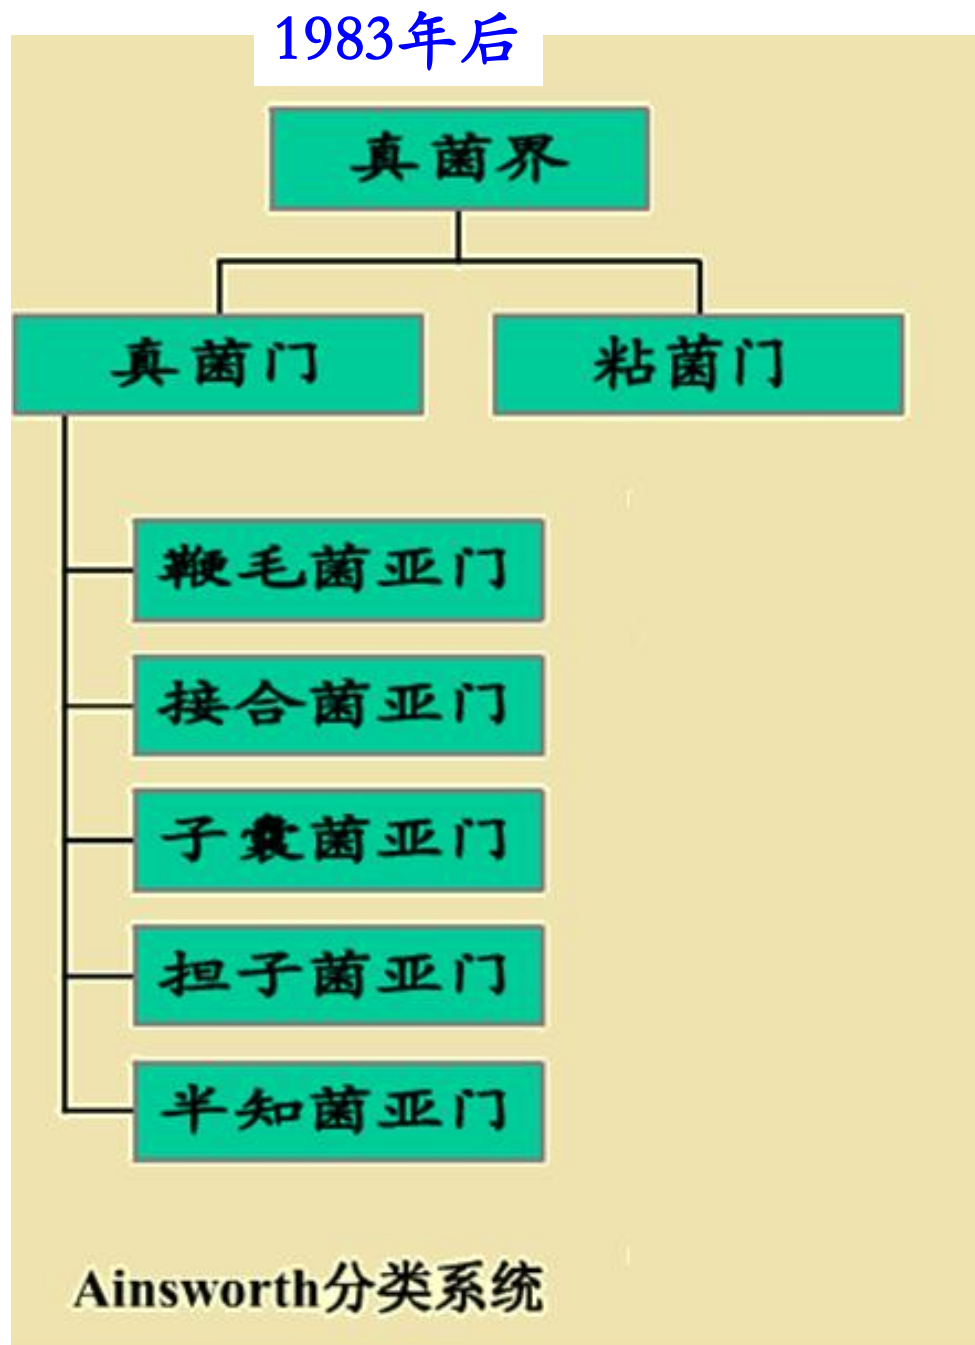 1983年后
真菌界
真菌门
粘菌门
鞭毛菌亚门
接合菌亚门
子囊菌亚门
担子菌亚门
半知菌亚门
Ainsworth分类系统